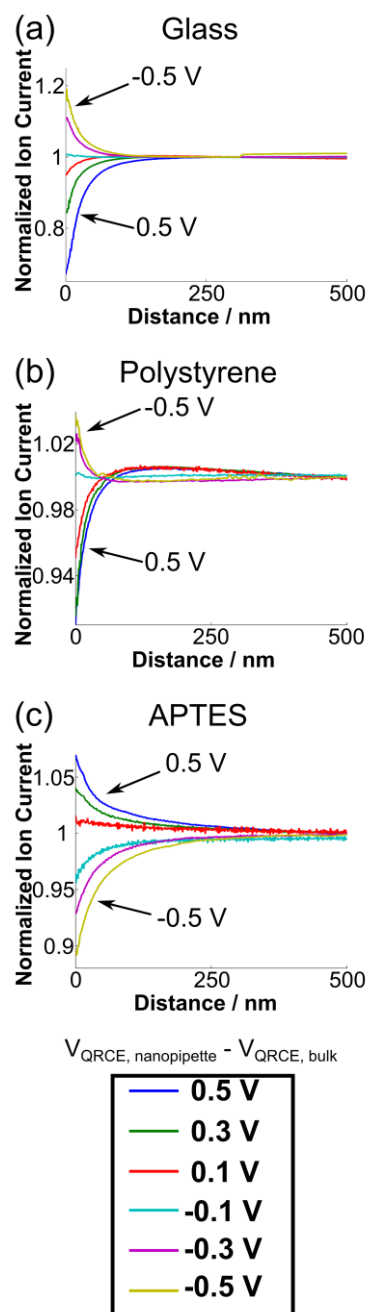 (a) Glass
Normalized Ion Current
1.2
1
0.8
-0.5 V
0.5 V
0 250 500
Distance / nm
(b) Polystyrene
Normalized Ion Current
1.02
0.98
0.94
-0.5 V
0.5 V
0 250 500
Distance / nm
(c) APTES
Normalized Ion Current
1.05
1
0.95
0.9
0.5 V
-0.5 V
0 250 500
Distance / nm
VQRCE, nanopipette - VQRCE, bulk
0.5 V
0.3 V
0.1 V
-0.1 V
-0.3 V
-0.5 V